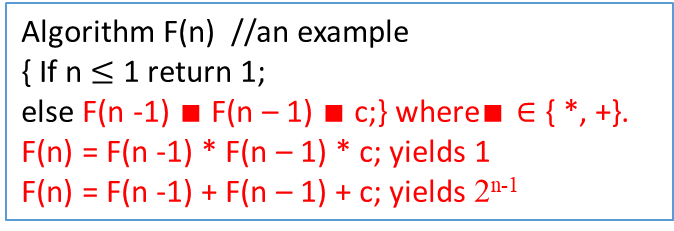 Algorithm F(n)  //an example
{ If n ≤ 1 return 1;
else F(n -1) ■ F(n – 1) ■ c;} where■ ∈ { *, +}.
F(n) = F(n -1) * F(n – 1) * c; yields 1
F(n) = F(n -1) + F(n – 1) + c; yields 2ⁿ⁻¹